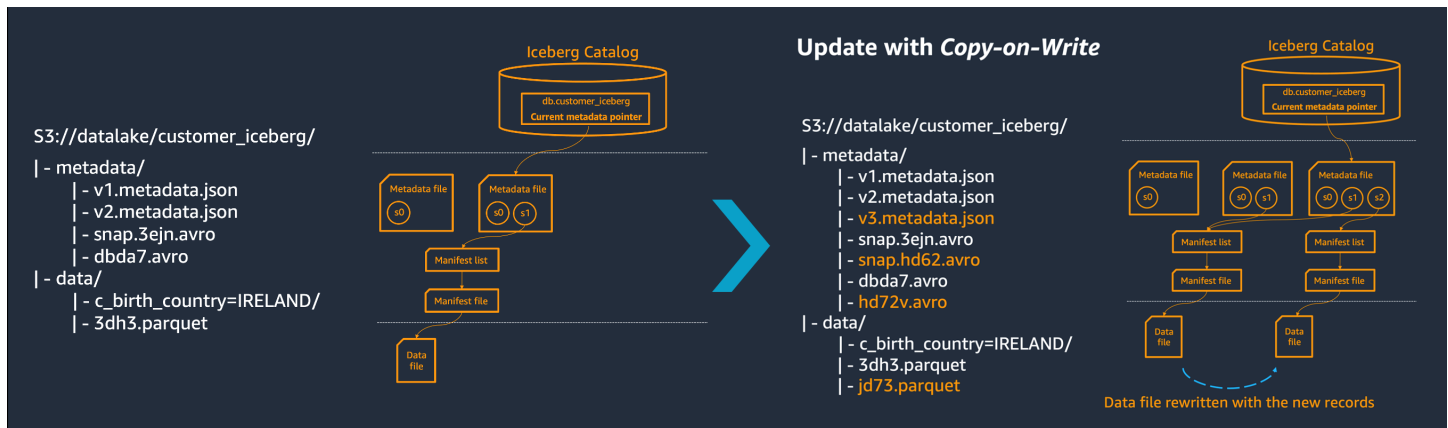 Iceberg Catalog
db.customer_iceberg
Current metadata pointer
S3://datalake/customer_iceberg/
| - metadata/
| - v1.metadata.json
| - v2.metadata.json
| - snap.3ejn.avro
| - dbda7.avro
| - data/
| - c_birth_country=IRELAND/
| - 3dh3.parquet
Metadata file
s0
Metadata file
s0
s1
Manifest list
Manifest file
Data
file
Update with Copy-on-Write
Iceberg Catalog
db.customer_iceberg
Current metadata pointer
S3://datalake/customer_iceberg/
| - metadata/
| - v1.metadata.json
| - v2.metadata.json
| - v3.metadata.json
| - snap.3ejn.avro
| - snap.hd62.avro
| - dbda7.avro
| - hd72v.avro
| - data/
| - c_birth_country=IRELAND/
| - 3dh3.parquet
| - jd73.parquet
Metadata file
s0
Metadata file
s0
s1
Metadata file
s0
s1
s2
Manifest list
Manifest list
Manifest file
Manifest file
Data
file
Data
file
Data file rewritten with the new records